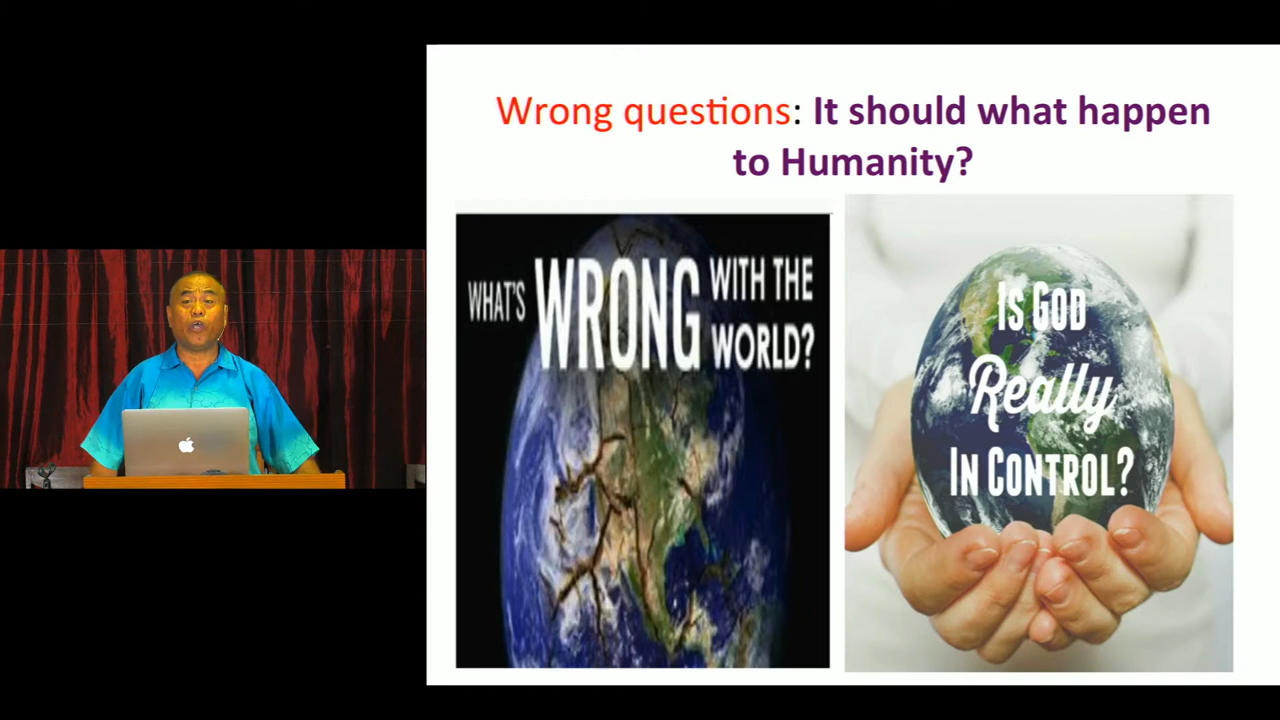 Wrong questions: It should what happen
to Humanity?
WHAT'S WRONG WITH THE
WORLD?
IS GOD
Really
IN CONTROL?